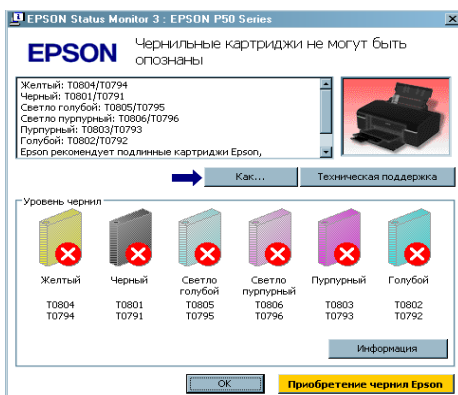 EPSON Status Monitor 3 : EPSON P50 Series
EPSON
Чернильные картриджи не могут быть
опознаны
Желтый: T0804/T0794
Черный: T0801/T0791
Светло голубой: T0805/T0795
Светло пурпурный: T0806/T0796
Пурпурный: T0803/T0793
Голубой: T0802/T0792
Epson рекомендует подлинные картриджи Epson,
Как...
Техническая поддержка
Уровень чернил
Желтый
Черный
Светло
голубой
Светло
пурпурный
Пурпурный
Голубой
T0804
T0801
T0805
T0806
T0803
T0802
T0794
T0791
T0795
T0796
T0793
T0792
Информация
OK
Приобретение чернил Epson